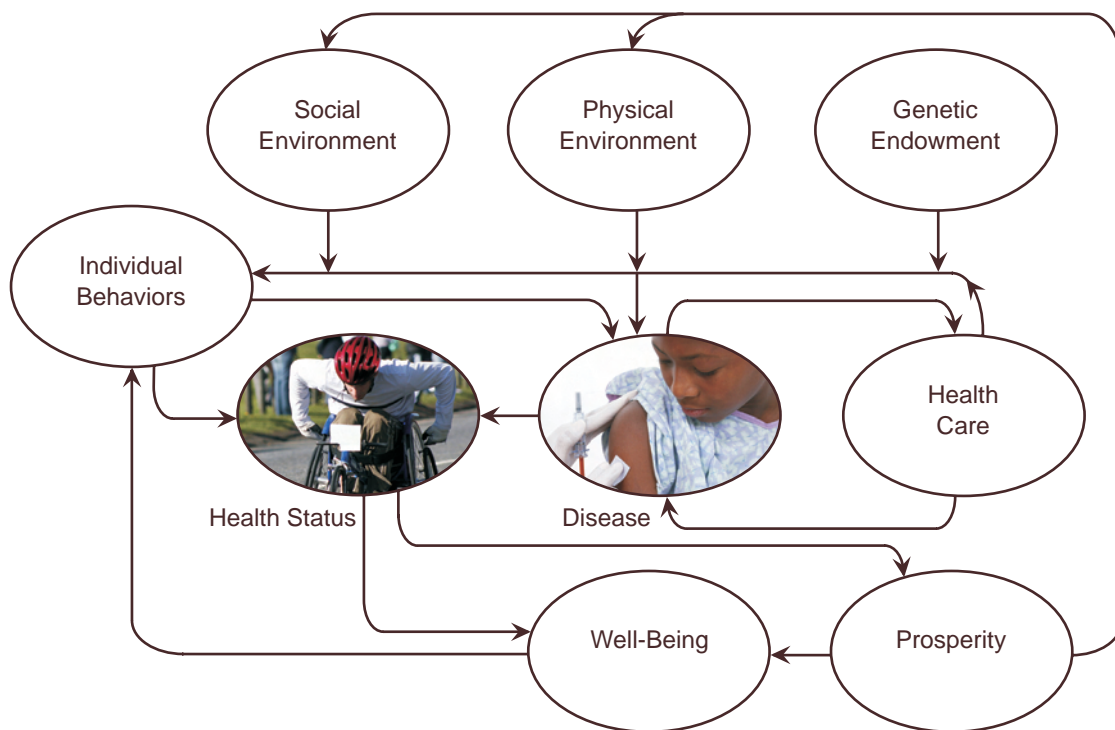 Social
Environment
Physical
Environment
Genetic
Endowment
Individual
Behaviors
Health
Care
Health Status
Disease
Well-Being
Prosperity